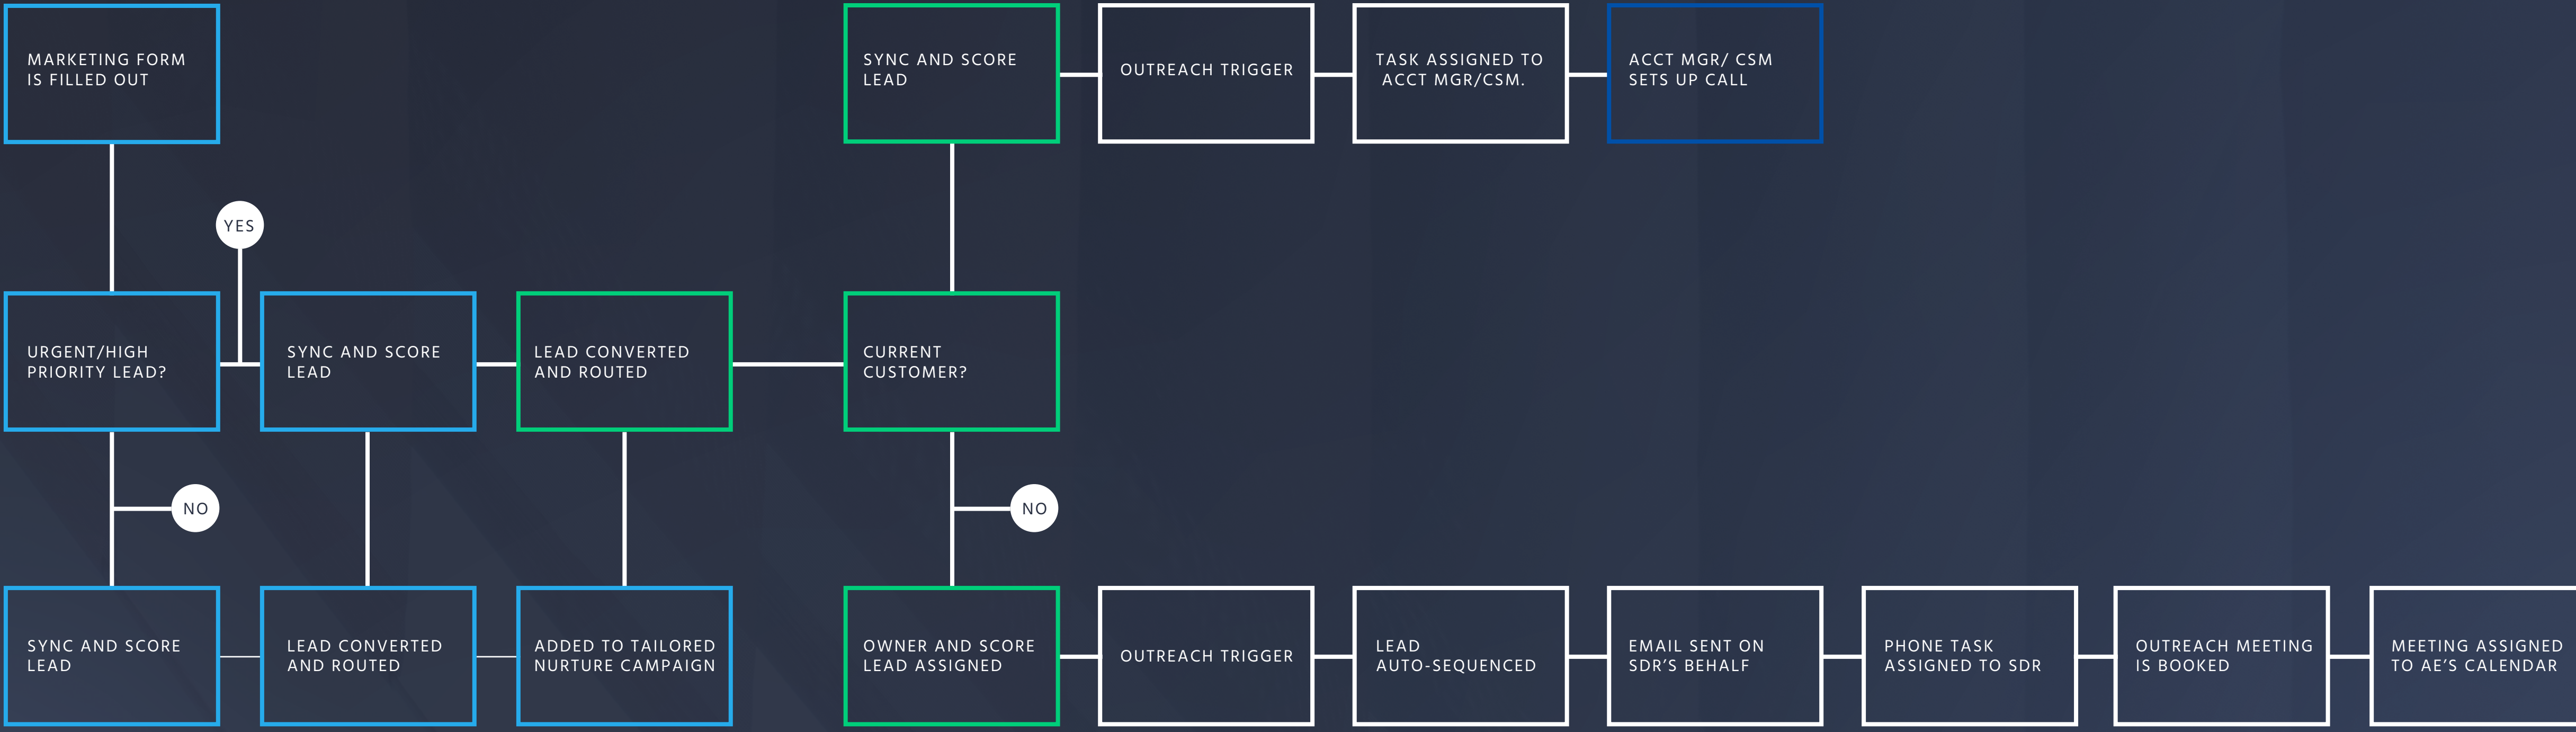 MARKETING FORM
IS FILLED OUT
SYNC AND SCORE
LEAD
OUTREACH TRIGGER
TASK ASSIGNED TO
ACCT MGR/CSM.
ACCT MGR/ CSM
SETS UP CALL
YES
URGENT/HIGH
PRIORITY LEAD?
SYNC AND SCORE
LEAD
LEAD CONVERTED
AND ROUTED
CURRENT
CUSTOMER?
NO
NO
SYNC AND SCORE
LEAD
LEAD CONVERTED
AND ROUTED
ADDED TO TAILORED
NURTURE CAMPAIGN
OWNER AND SCORE
LEAD ASSIGNED
OUTREACH TRIGGER
LEAD
AUTO-SEQUENCED
EMAIL SENT ON
SDR’S BEHALF
PHONE TASK
ASSIGNED TO SDR
OUTREACH MEETING
IS BOOKED
MEETING ASSIGNED
TO AE’S CALENDAR